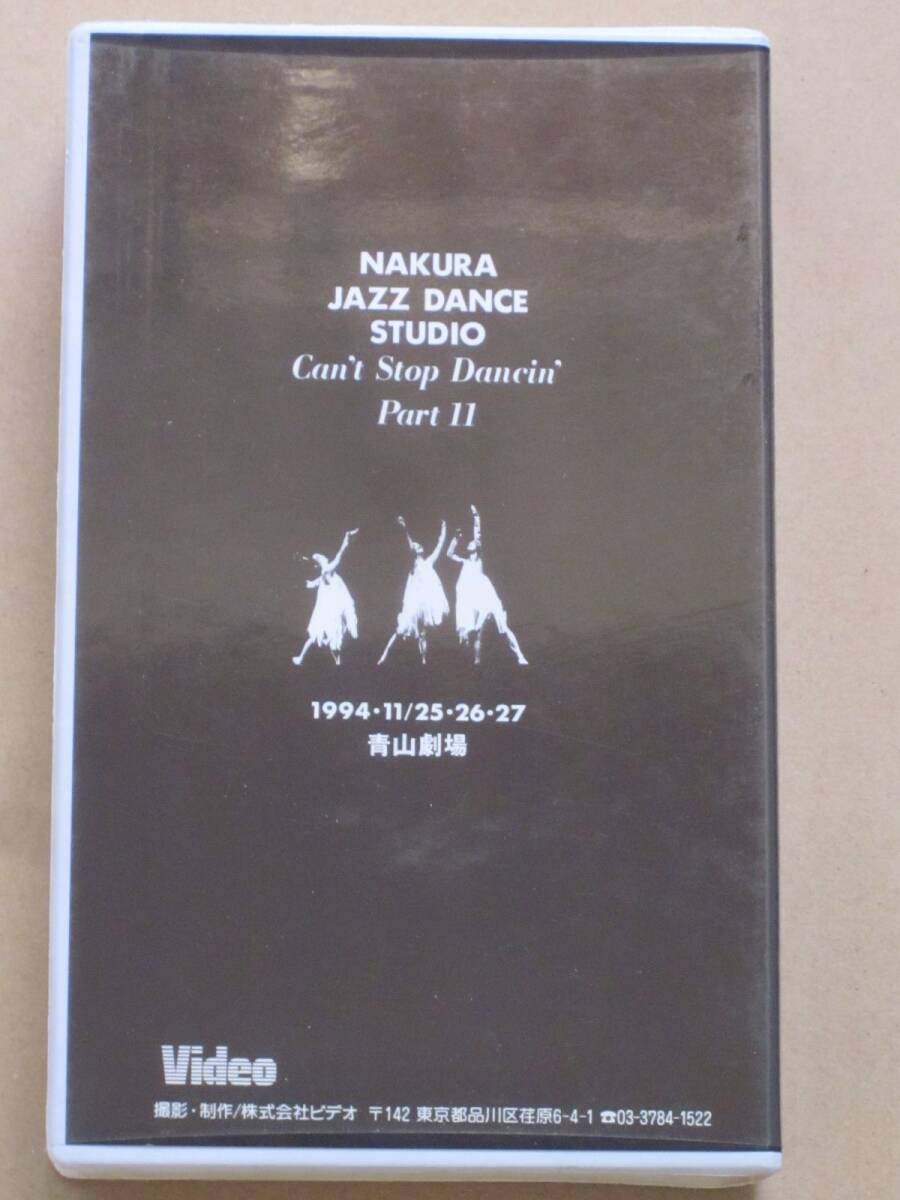 NAKURA
JAZZ DANCE
STUDIO
Can't Stop Dancin'
Part 11
1994・11/25・26・27
青山劇場
Video
撮影・制作/株式会社ビデオ 〒142 東京都品川区荏原6-4-1 ☎03-3784-1522